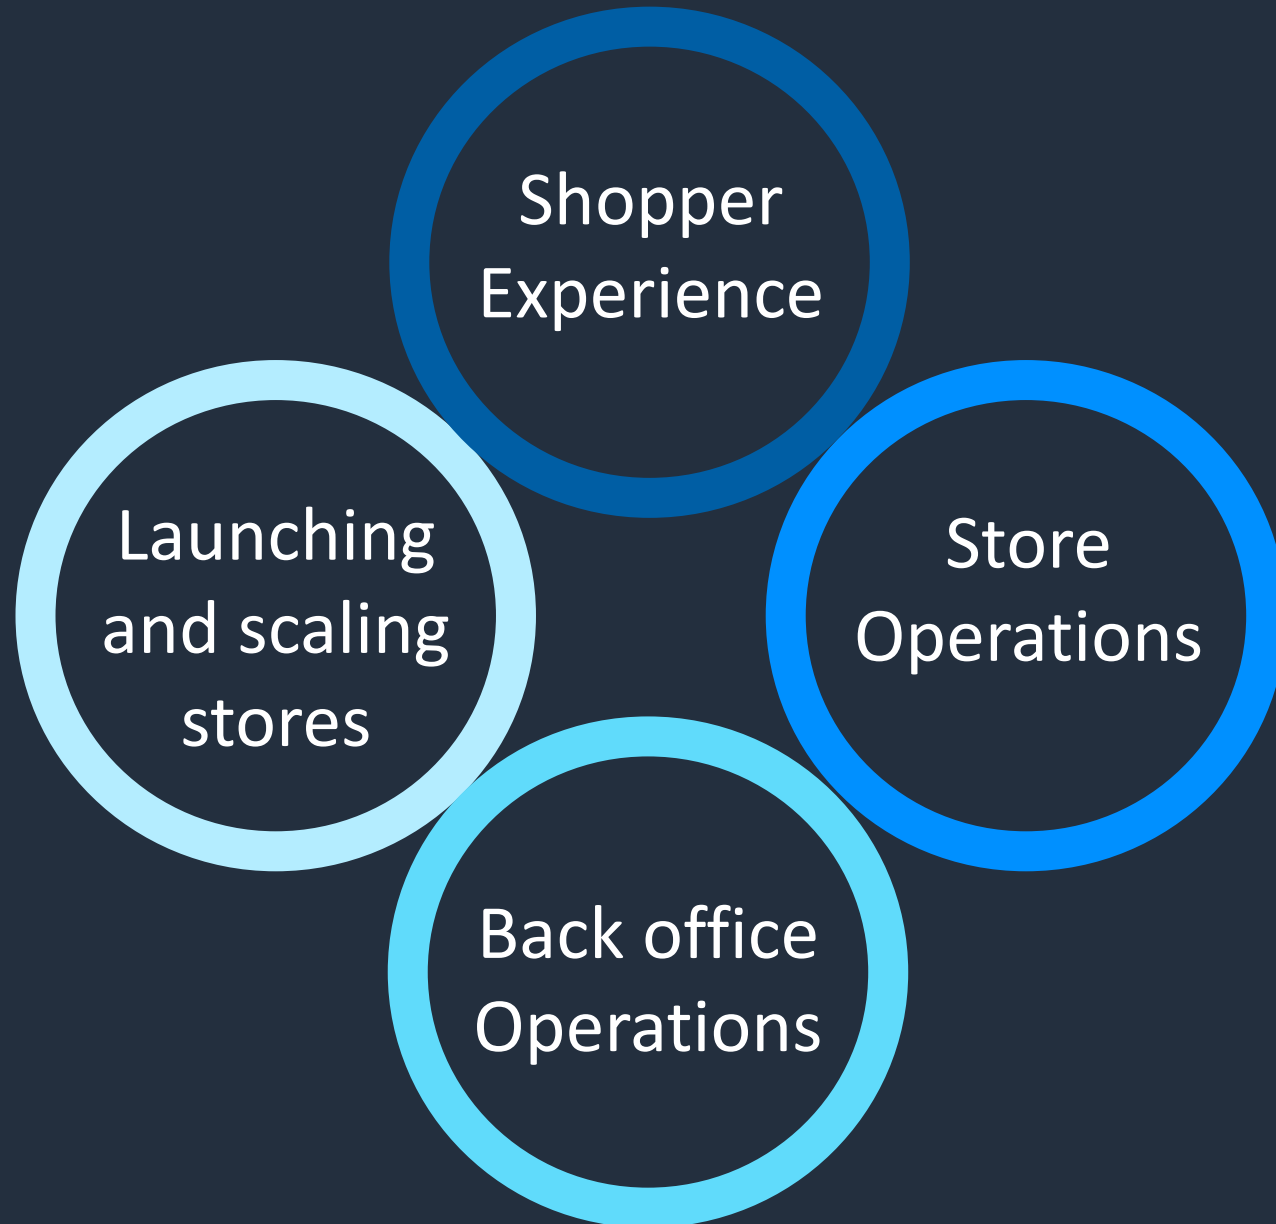 Shopper
Experience
Launching
and scaling
stores
Store
Operations
Back office
Operations